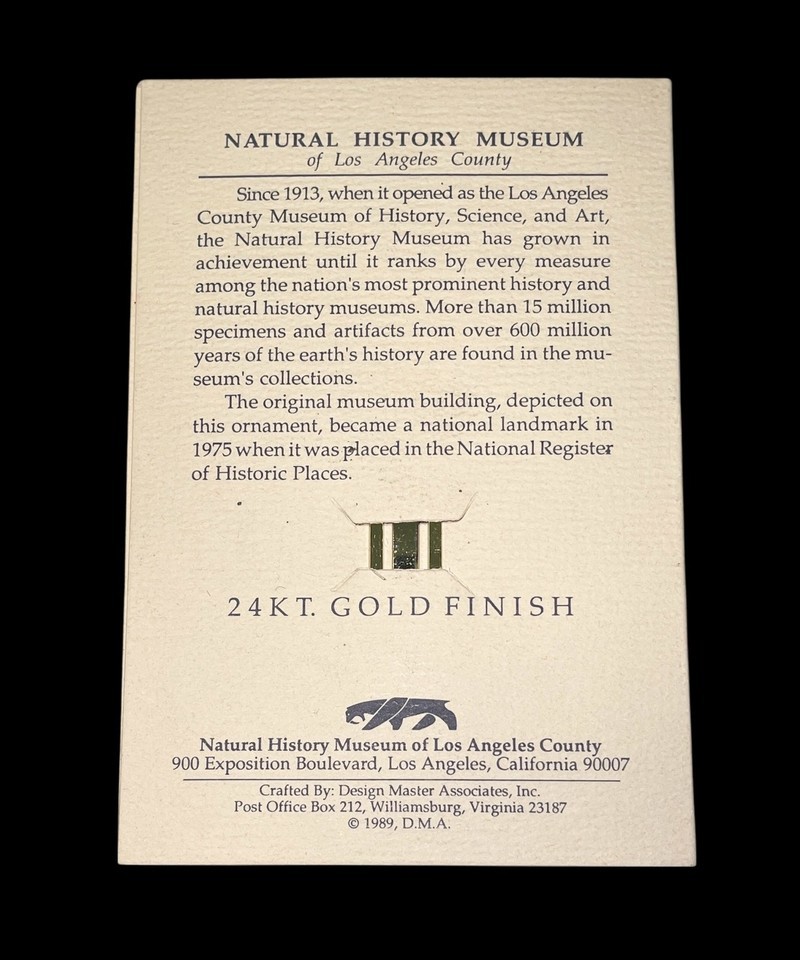 NATURAL HISTORY MUSEUM
of Los Angeles County
Since 1913, when it opened as the Los Angeles
County Museum of History, Science, and Art,
the Natural History Museum has grown in
achievement until it ranks by every measure
among the nation's most prominent history and
natural history museums. More than 15 million
specimens and artifacts from over 600 million
years of the earth's history are found in the mu-
seum's collections.
The original museum building, depicted on
this ornament, became a national landmark in
1975 when it was placed in the National Register
of Historic Places.
24KT. GOLD FINISH
Natural History Museum of Los Angeles County
900 Exposition Boulevard, Los Angeles, California 90007
Crafted By: Design Master Associates, Inc.
Post Office Box 212, Williamsburg, Virginia 23187
© 1989, D.M.A.